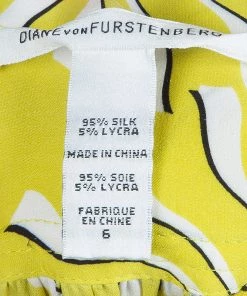 DIANE VON FURSTENBERG
95% SILK
5% LYCRA
MADE IN CHINA
95% SOIE
5% LYCRA
FABRIQUE
EN CHINE
6